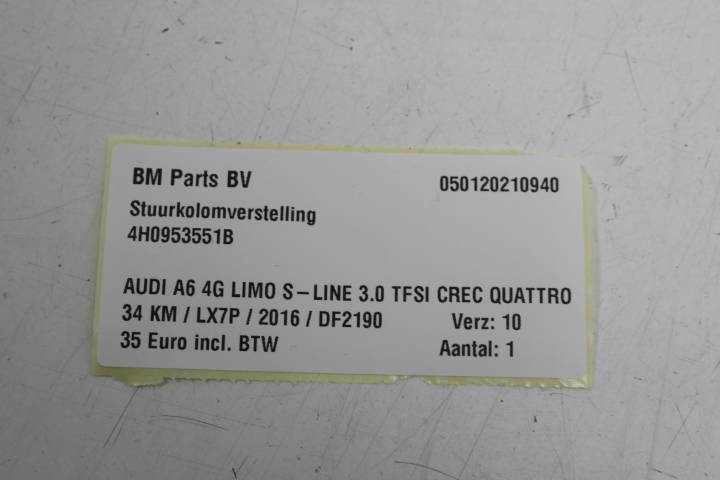 BM Parts BV 050120210940
Stuurkolomverstelling
4H0953551B
AUDI A6 4G LIMO S-LINE 3.0 TFSI CREC QUATTRO
34 KM / LX7P / 2016 / DF2190 Verz: 10
35 Euro incl. BTW Aantal: 1